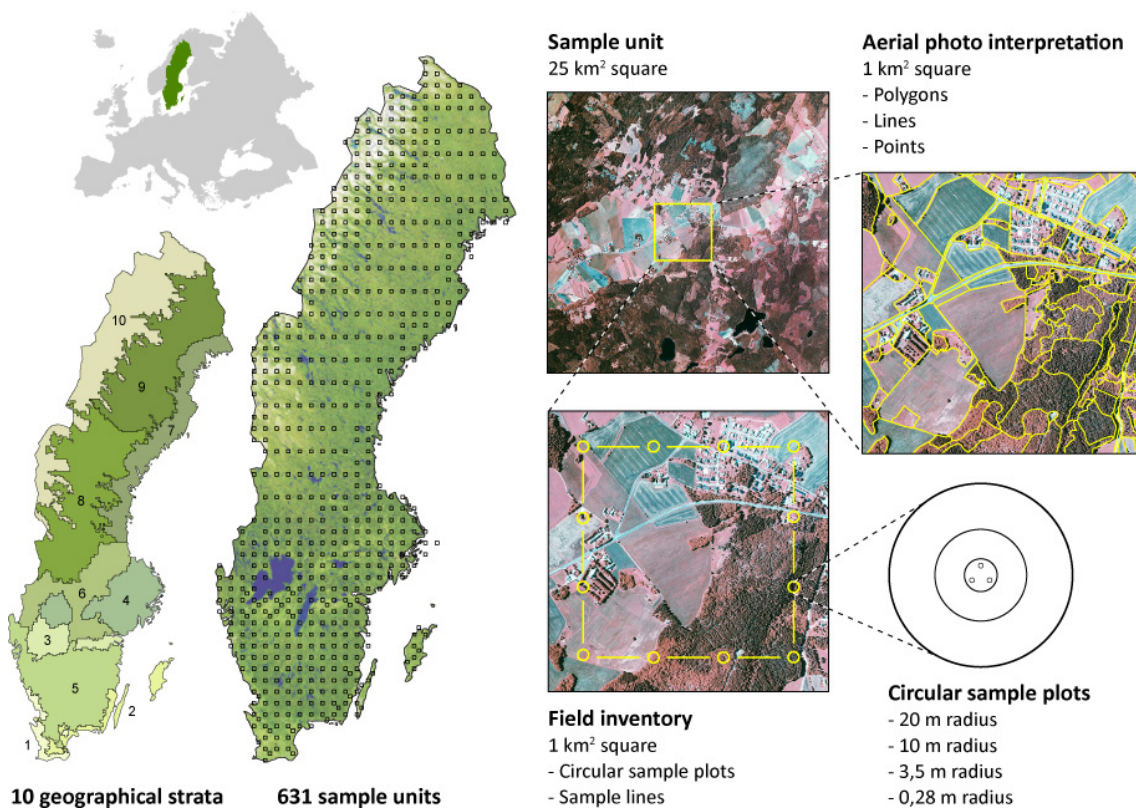 Sample unit
25 km² square
Aerial photo interpretation
1 km² square
- Polygons
- Lines
- Points
10
9
7
8
6
4
3
5
2
1
10 geographical strata
631 sample units
Field inventory
1 km² square
- Circular sample plots
- Sample lines
Circular sample plots
- 20 m radius
- 10 m radius
- 3,5 m radius
- 0,28 m radius